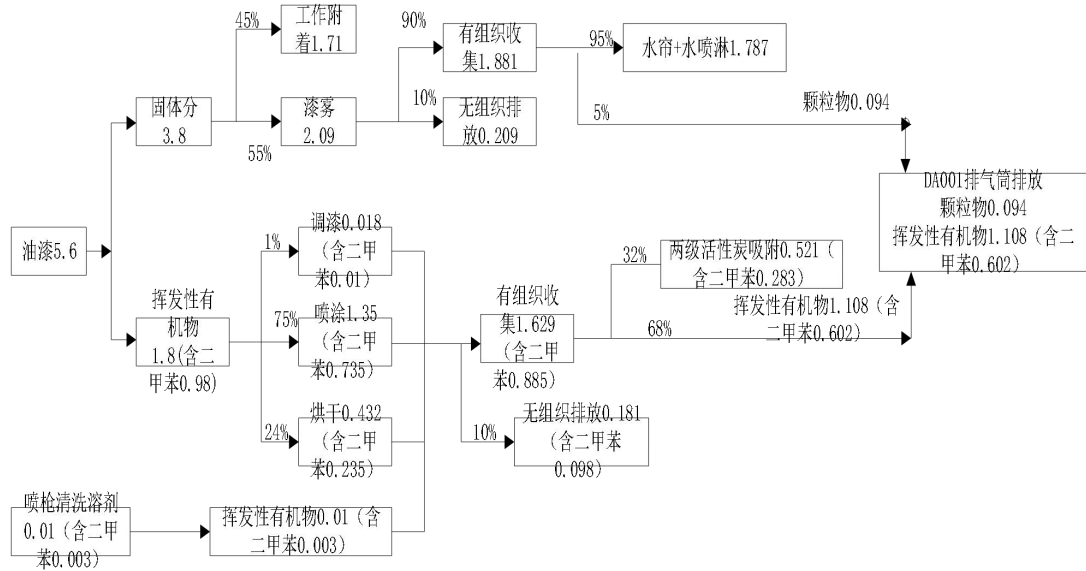 45%
工作附
着1.71
90%
有组织收
集1.881
95%
水帘+水喷淋1.787
固体分
3.8
漆雾
2.09
10%
无组织排
放0.209
5%
颗粒物0.094
55%
DA001排气筒排放
颗粒物0.094
挥发性有机物1.108（含二
甲苯0.602）
油漆5.6
1%
调漆0.018
（含二甲
苯0.01）
32%
两级活性炭吸附0.521（
含二甲苯0.283）
挥发性有
机物
1.8(含二
甲苯0.98)
75%
喷涂1.35
（含二甲
苯0.735）
有组织收
集1.629
（含二甲
苯0.885）
68%
挥发性有机物1.108（含
二甲苯0.602）
24%
烘干0.432
（含二甲
苯0.235）
10%
无组织排放0.181
（含二甲苯
0.098）
喷枪清洗溶剂
0.01（含二甲
苯0.003）
挥发性有机物0.01（含
二甲苯0.003）